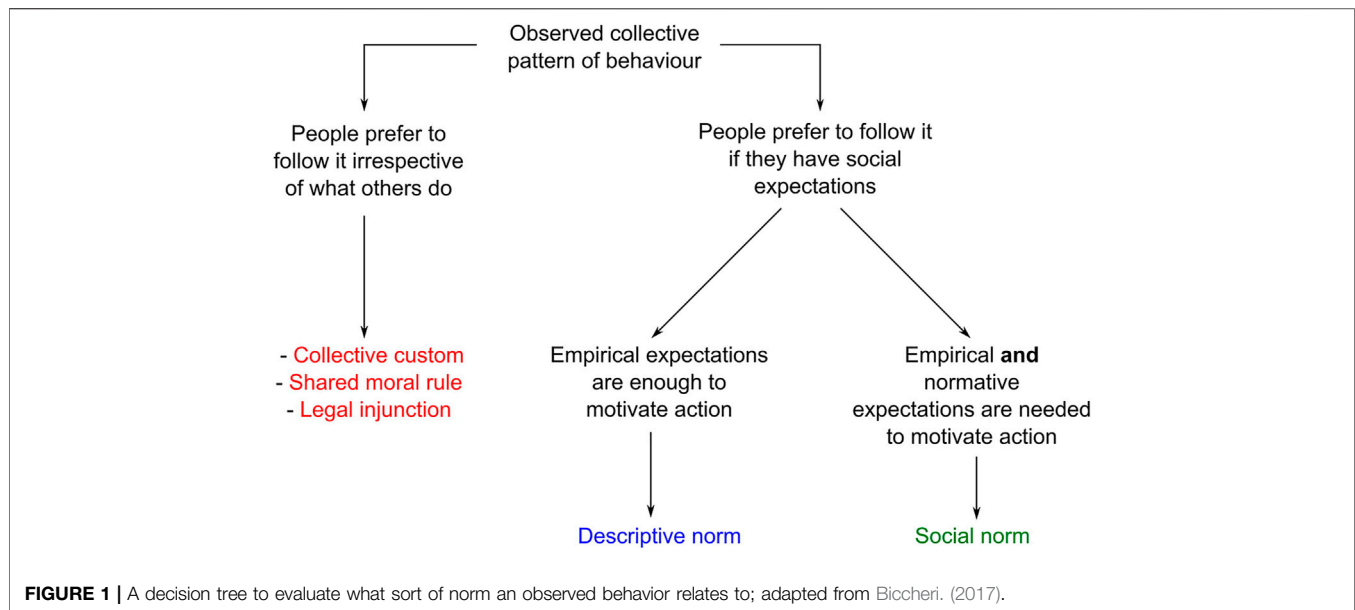 Observed collective
pattern of behaviour
People prefer to
follow it irrespective
of what others do
People prefer to follow it
if they have social
expectations
- Collective custom
- Shared moral rule
- Legal injunction
Empirical expectations
are enough to
motivate action
Empirical and
normative
expectations are needed
to motivate action
Descriptive norm
Social norm
FIGURE 1 | A decision tree to evaluate what sort of norm an observed behavior relates to; adapted from Biccheri. (2017).